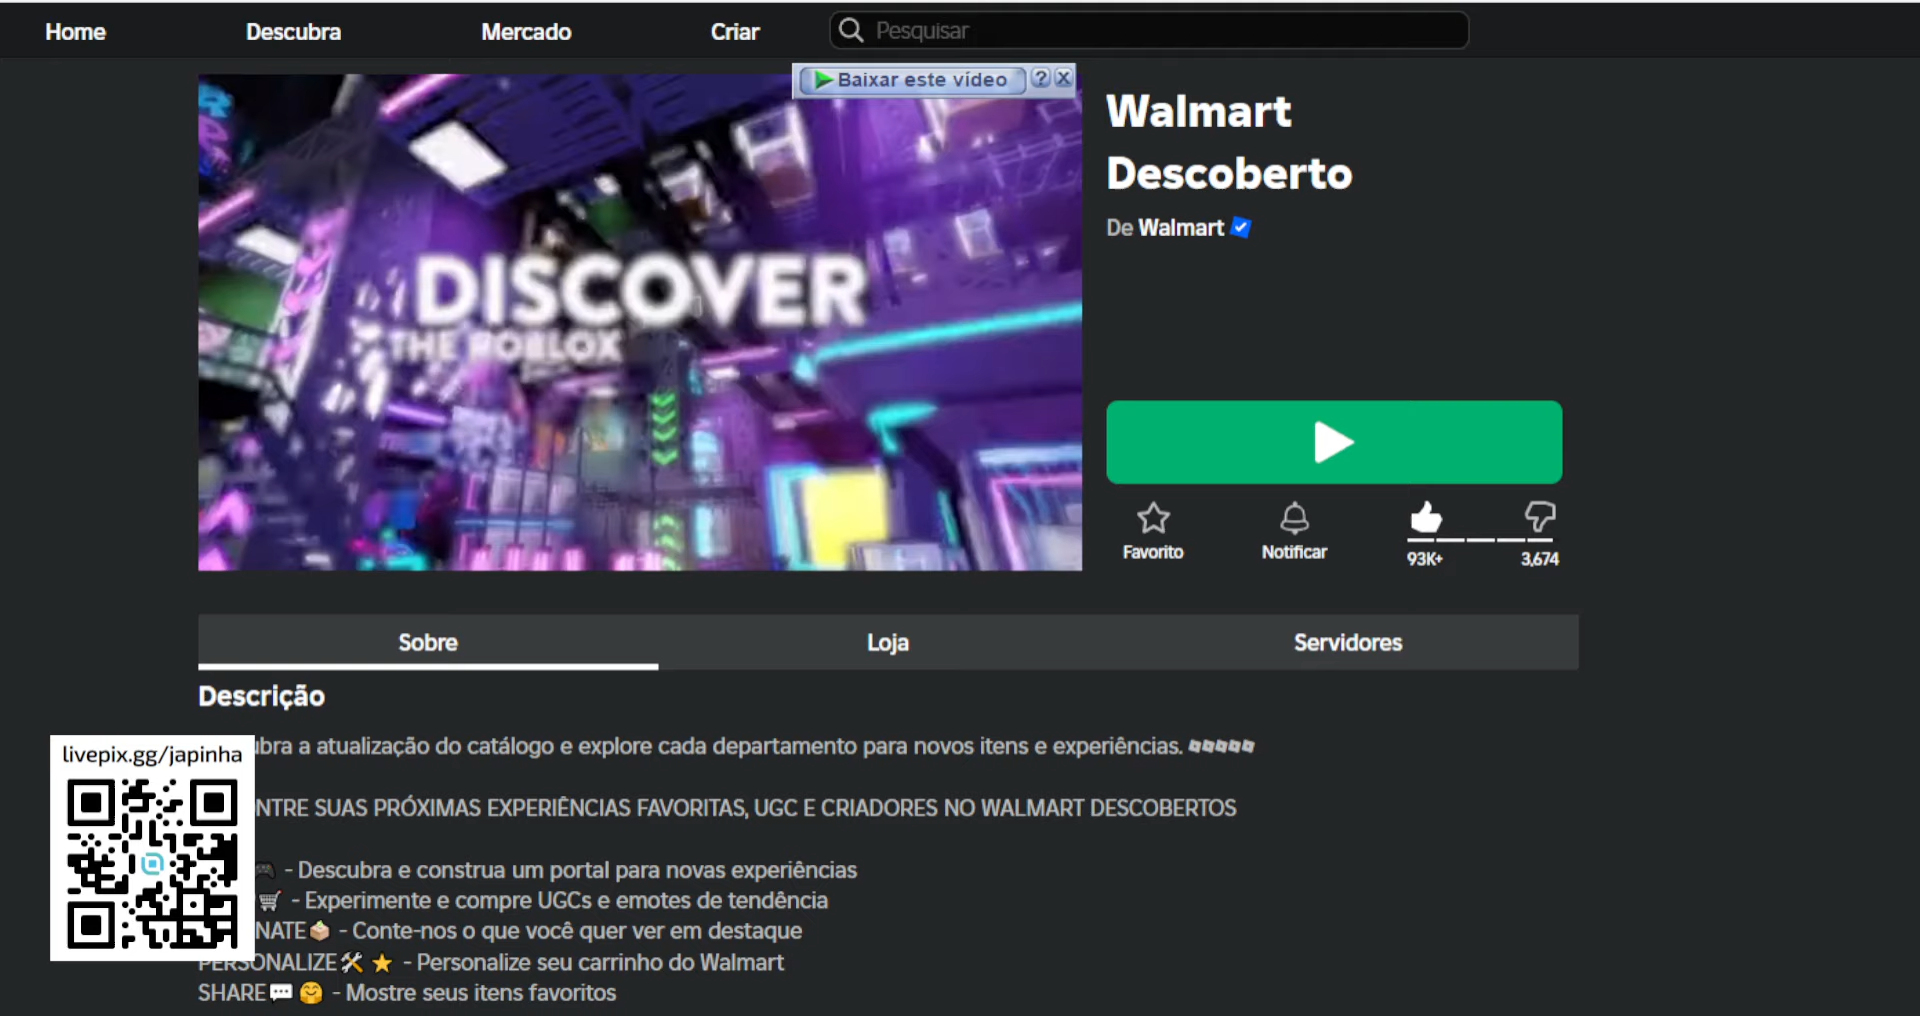 Home Descubra Mercado Criar Pesquisar
Baixar este vídeo ? X
DISCOVER
THE ROBLOX
Walmart
Descoberto
De Walmart
Favorito Notificar 93K+ 3,674
Sobre Loja Servidores
Descrição
ubra a atualização do catálogo e explore cada departamento para novos itens e experiências.
NTRE SUAS PRÓXIMAS EXPERIÊNCIAS FAVORITAS, UGC E CRIADORES NO WALMART DESCOBERTOS
🎮 - Descubra e construa um portal para novas experiências
🛒 - Experimente e compre UGCs e emotes de tendência
NATE🗳️ - Conte-nos o que você quer ver em destaque
PERSONALIZE🛠️ ⭐ - Personalize seu carrinho do Walmart
SHARE💬 🤗 - Mostre seus itens favoritos
livepix.gg/japinha